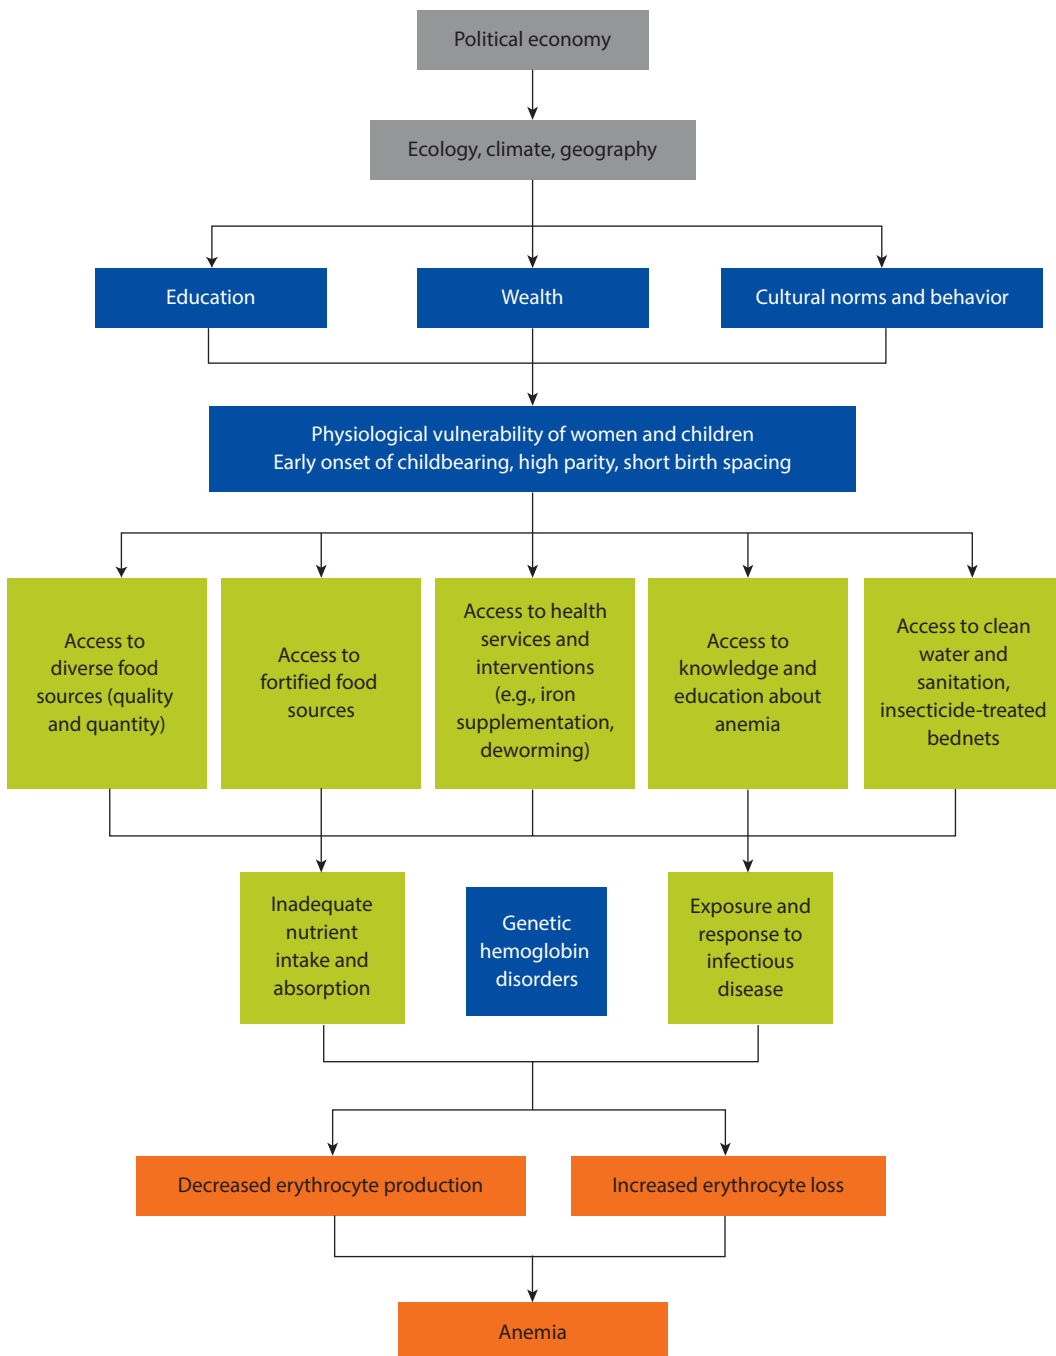 Political economy
Ecology, climate, geography
Education
Wealth
Cultural norms and behavior
Physiological vulnerability of women and children
Early onset of childbearing, high parity, short birth spacing
Access to
diverse food
sources (quality
and quantity)
Access to
fortified food
sources
Access to health
services and
interventions
(e.g., iron
supplementation,
deworming)
Access to
knowledge and
education about
anemia
Access to clean
water and
sanitation,
insecticide-treated
bednets
Inadequate
nutrient
intake and
absorption
Genetic
hemoglobin
disorders
Exposure and
response to
infectious
disease
Decreased erythrocyte production
Increased erythrocyte loss
Anemia